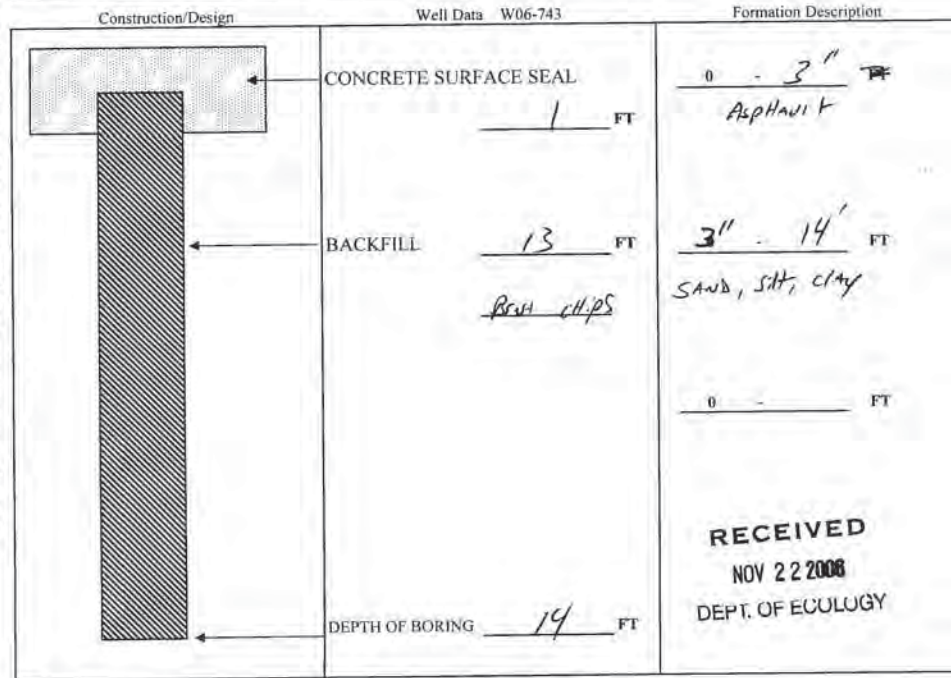 Construction/Design
Well Data W06-743
Formation Description
CONCRETE SURFACE SEAL
1 FT
0 - 3"
Asphault
BACKFILL
13 FT
chips
3" - 14' FT
SAND, silt, clay
0 - FT
DEPTH OF BORING 14 FT
RECEIVED
NOV 22 2006
DEPT. OF ECOLOGY